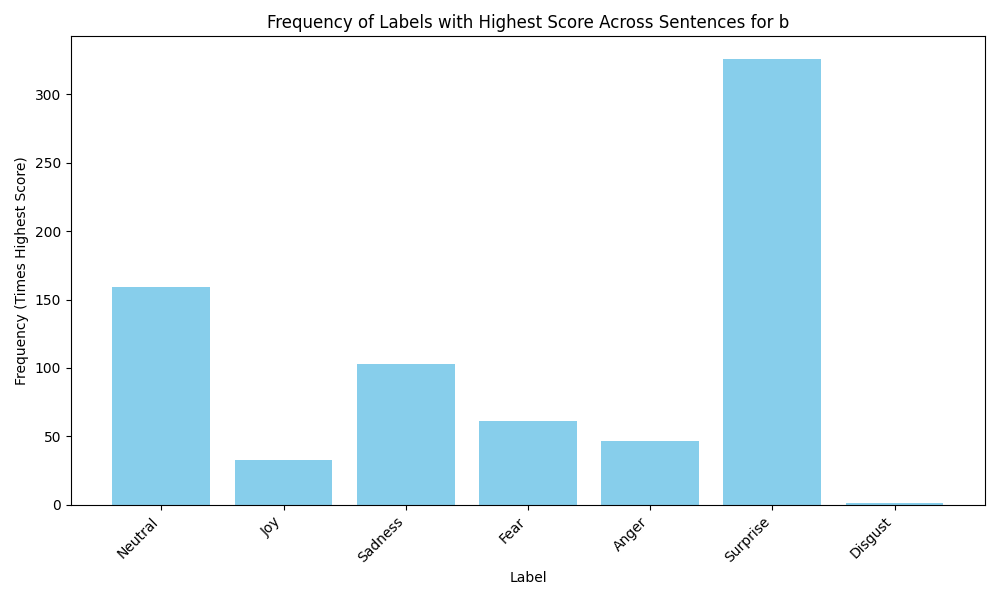 Frequency of Labels with Highest Score Across Sentences for b
Frequency (Times Highest Score)
300
250
200
150
100
50
0
Neutral
Joy
Sadness
Fear
Anger
Surprise
Disgust
Label